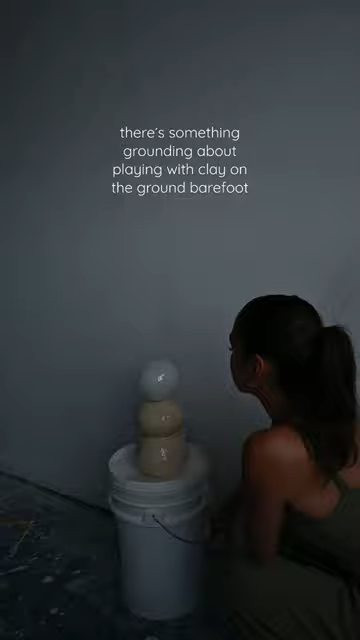 there's something
grounding about
playing with clay on
the ground barefoot